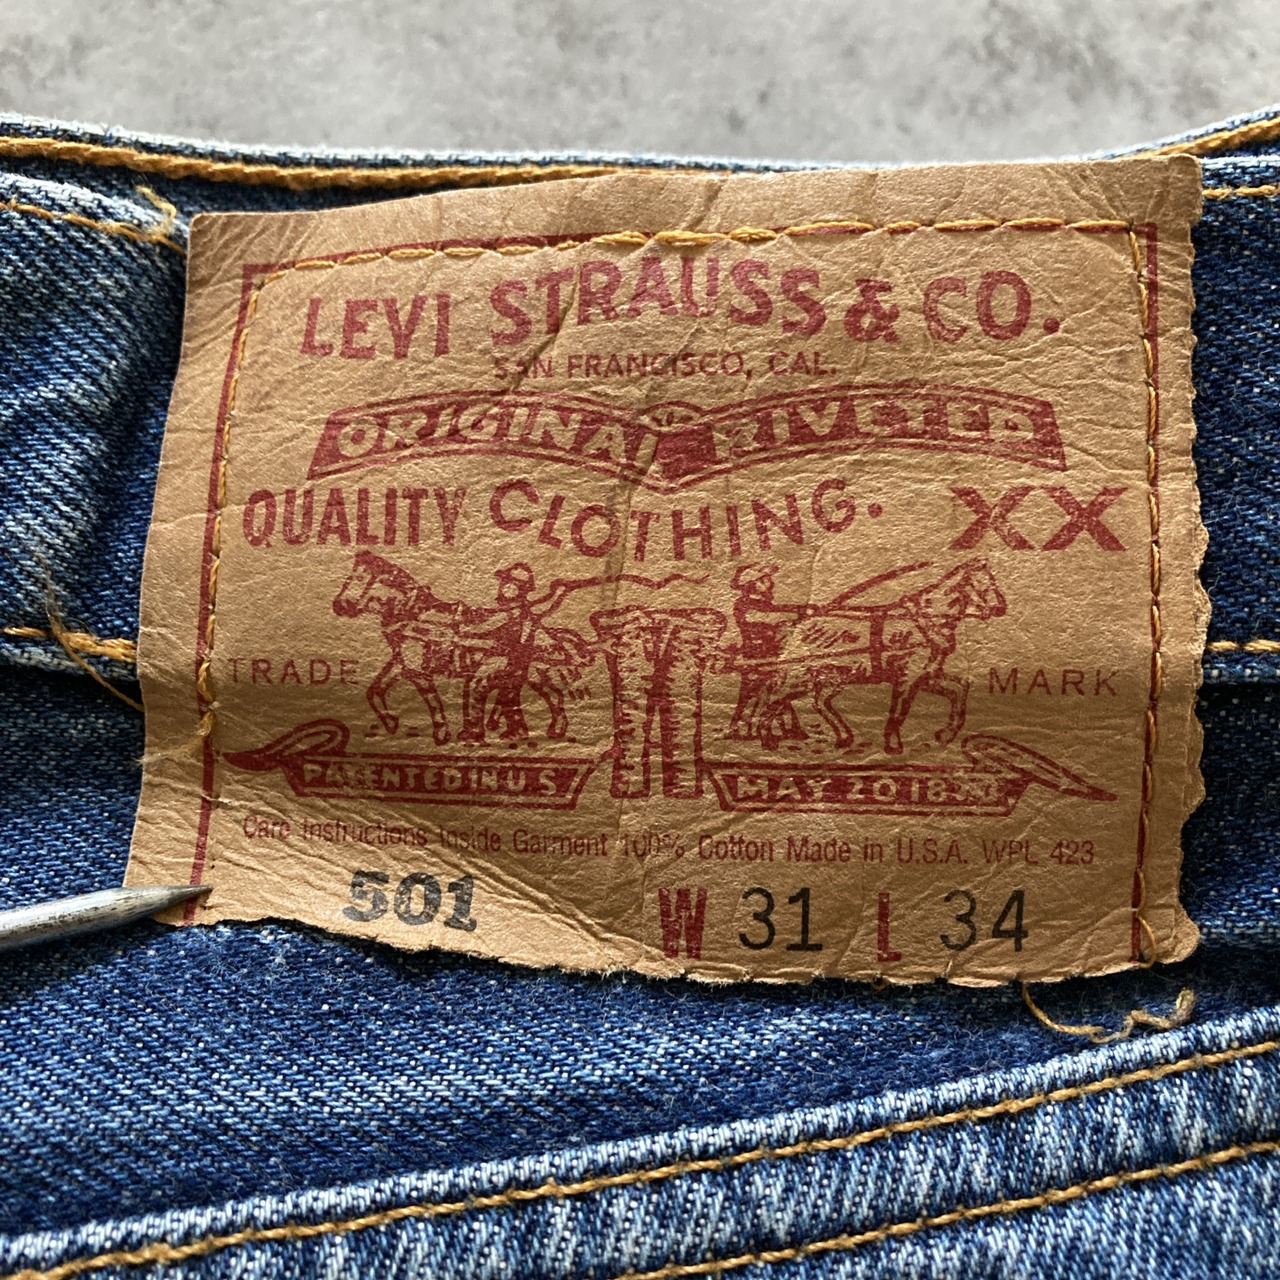 LEVI STRAUSS & CO.
SAN FRANCISCO, CAL.
ORIGINAL RIVETED
QUALITY CLOTHING. XX
TRADE MARK
PATENTED IN U S MAY 20 1873
Care Instructions Inside Garment 100% Cotton Made in U.S.A. WPL 423
501 W 31 L 34